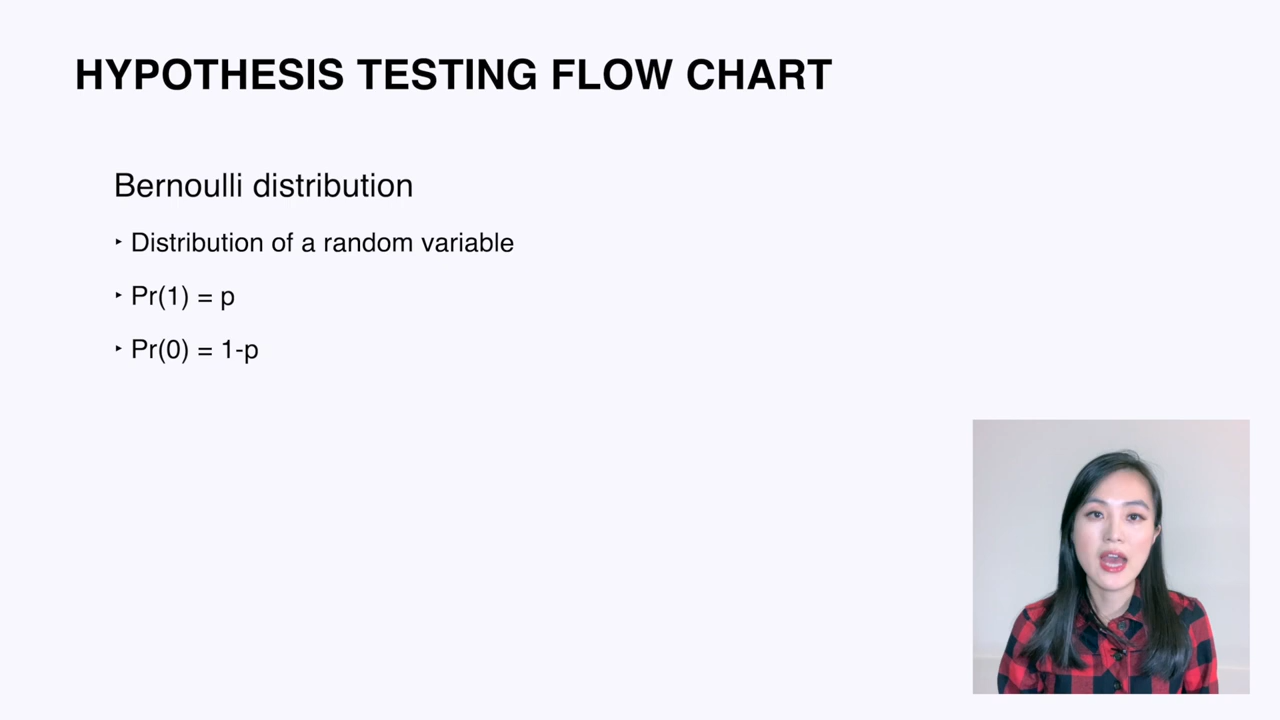 HYPOTHESIS TESTING FLOW CHART
Bernoulli distribution
‣ Distribution of a random variable
‣ Pr(1) = p
‣ Pr(0) = 1-p